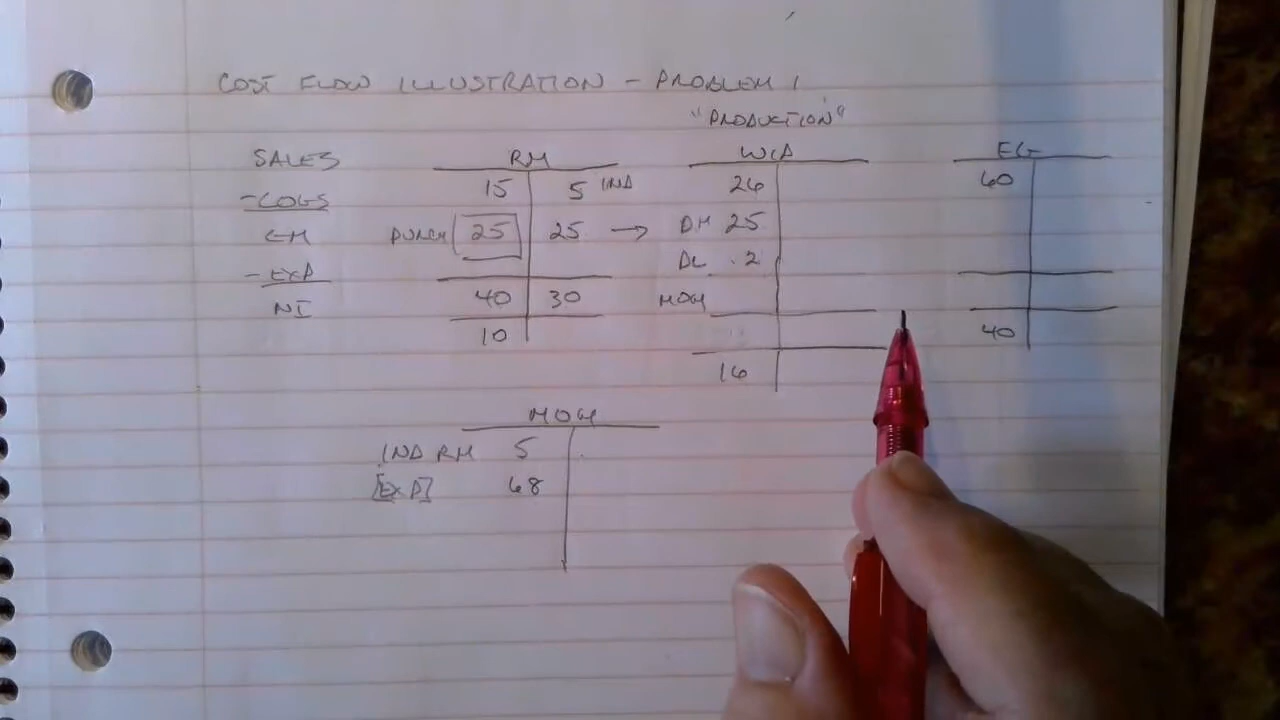 COST FLOW ILLUSTRATION - PROBLEM 1
"PRODUCTION"
SALES RM WIP FG
15 5 IND 26 60
- COGS
GM PURCH 25 25 → DM 25
DL
- EXP
NI 40 30 MOH
10 40
16
MOH
IND RM 5
[EXP] 68